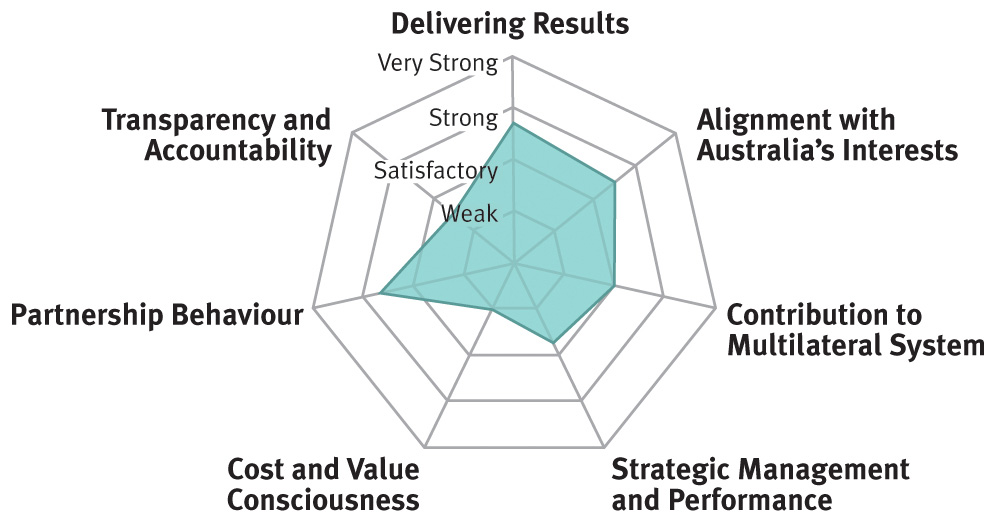 Delivering Results
Very Strong
Strong
Satisfactory
Weak
Alignment with
Australia’s Interests
Contribution to
Multilateral System
Strategic Management
and Performance
Cost and Value
Consciousness
Partnership Behaviour
Transparency and
Accountability